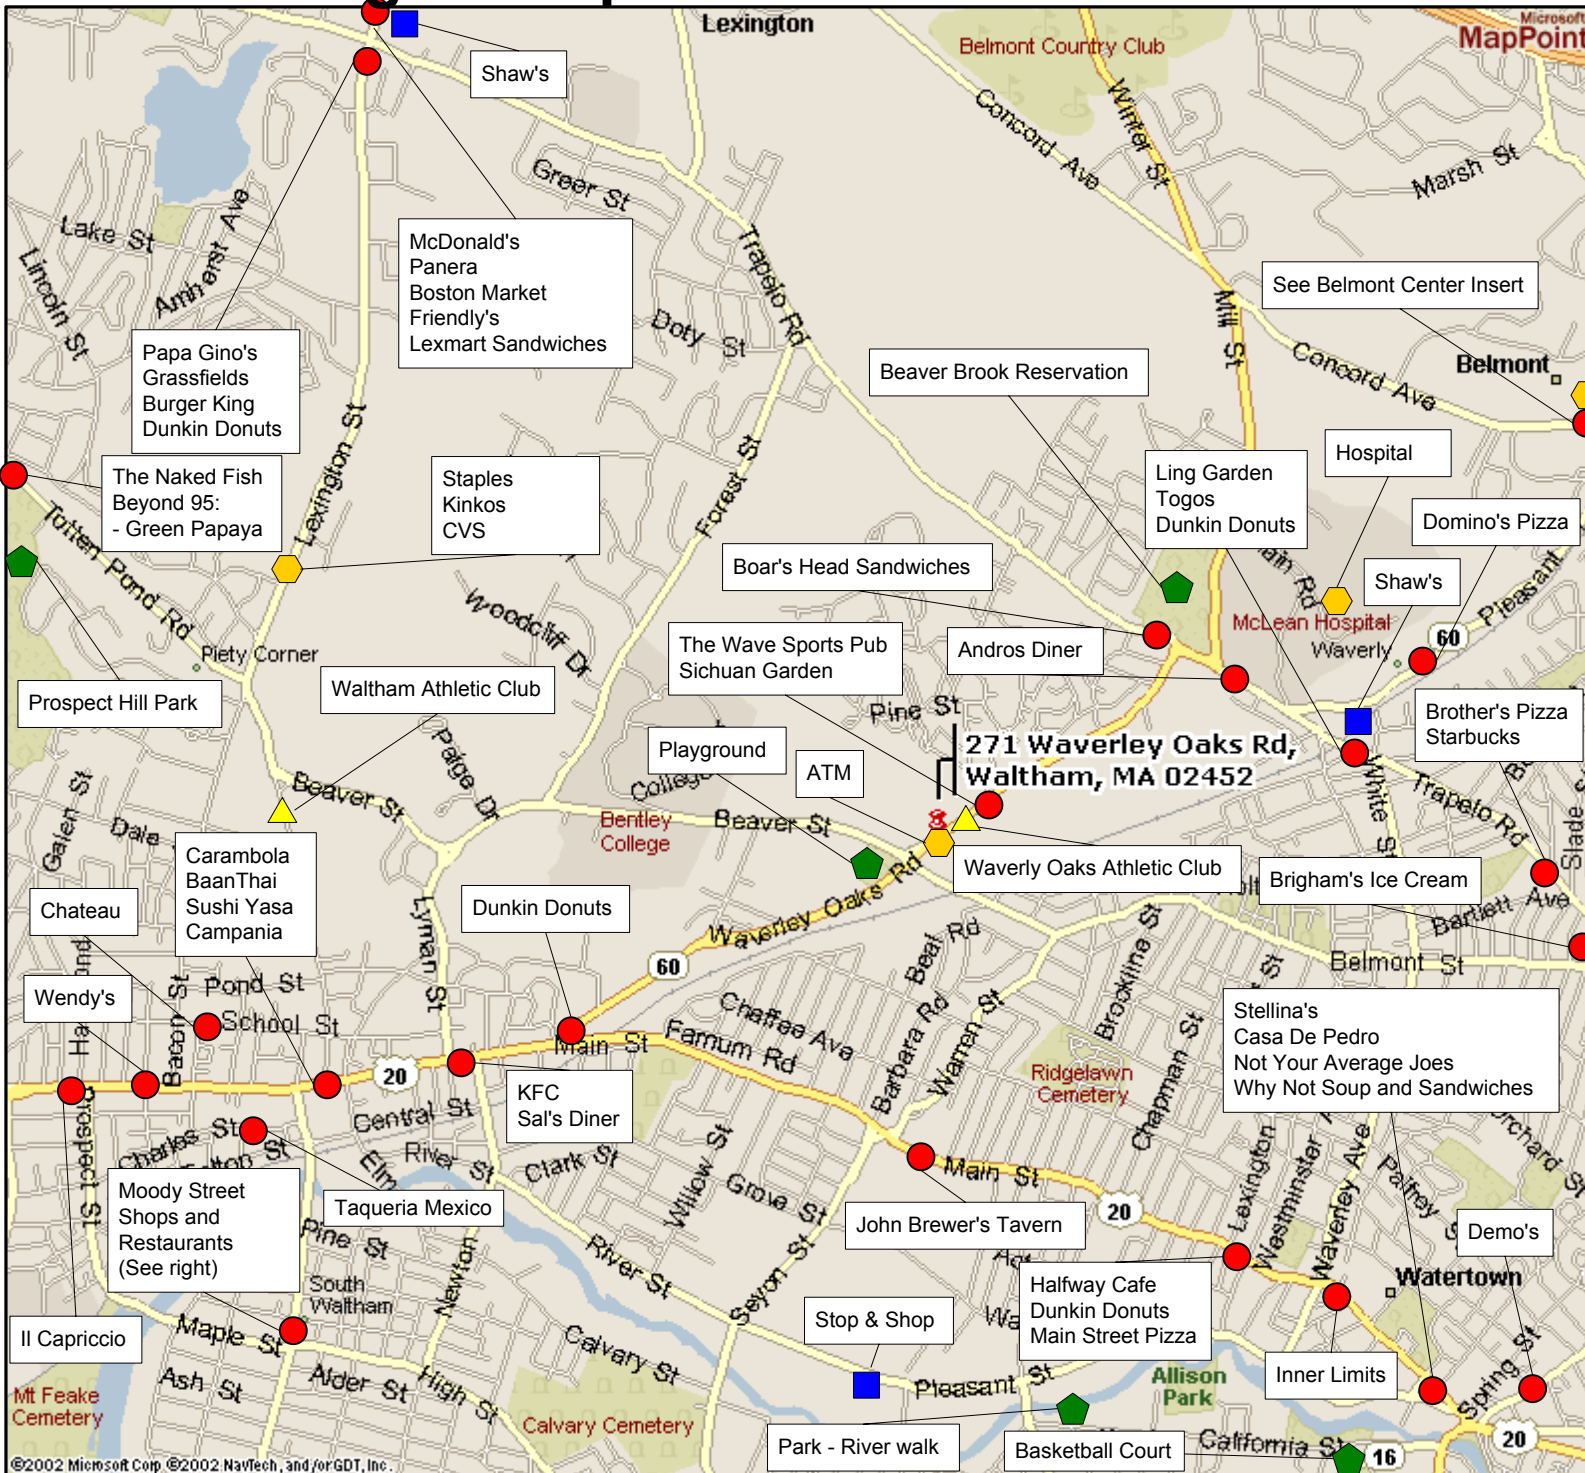 Lexington
Microsoft
MapPoint
Belmont Country Club
Shaw's
Winter St
Concord Ave
Marsh St
Greer St
Lake St
Amherst Ave
Lincoln St
McDonald's
Panera
Boston Market
Friendly's
Lexmart Sandwiches
Trapelo Rd
Doty St
Mill St
See Belmont Center Insert
Papa Gino's
Grassfields
Burger King
Dunkin Donuts
Beaver Brook Reservation
Concord Ave
Belmont
Lexington St
Forest St
The Naked Fish
Beyond 95:
- Green Papaya
Staples
Kinkos
CVS
Ling Garden
Togos
Dunkin Donuts
Hospital
Domino's Pizza
Totten Pond Rd
Boar's Head Sandwiches
Shaw's
Pleasant
Woodcliff Dr
McLean Hospital
Waverly
60
Piety Corner
The Wave Sports Pub
Sichuan Garden
Andros Diner
Prospect Hill Park
Waltham Athletic Club
Pine St
Brother's Pizza
Starbucks
Playground
ATM
271 Waverley Oaks Rd,
Waltham, MA 02452
Paige Dr
College
Beaver St
Bentley
College
Beaver St
White St
Trapelo Rd
Slade
Galen St
Dale
Carambola
BaanThai
Sushi Yasa
Campania
Waverly Oaks Athletic Club
Brigham's Ice Cream
Bartlett Ave
Chateau
Dunkin Donuts
Lyman St
Waverley Oaks Rd
60
Beal Rd
Brookline St
Belmont St
Wendy's
Pond St
School St
Bacon St
Chaffee Ave
Barbara Rd
Warren St
Stellina's
Casa De Pedro
Not Your Average Joes
Why Not Soup and Sandwiches
Main St
Farnum Rd
20
KFC
Sal's Diner
Ridgelawn
Cemetery
Chapman St
Prospect St
Central St
Charles St
River St
Clark St
Willow St
Grove St
Main St
20
Lexington
Westminster
Waverley Ave
Palfrey
Orchard St
Moody Street
Shops and
Restaurants
(See right)
Elm
Taqueria Mexico
John Brewer's Tavern
Demo's
Pine St
South
Waltham
Newton
River St
Seyon St
Halfway Cafe
Dunkin Donuts
Main Street Pizza
Watertown
Il Capriccio
Maple St
Stop & Shop
Calvary St
Inner Limits
Ash St
Alder St
High St
Pleasant St
Allison
Park
Spring St
Mt Feake
Cemetery
Calvary Cemetery
Park - River walk
Basketball Court
California St
16
20
©2002 Microsoft Corp ©2002 NavTech, and/or GDT, Inc.